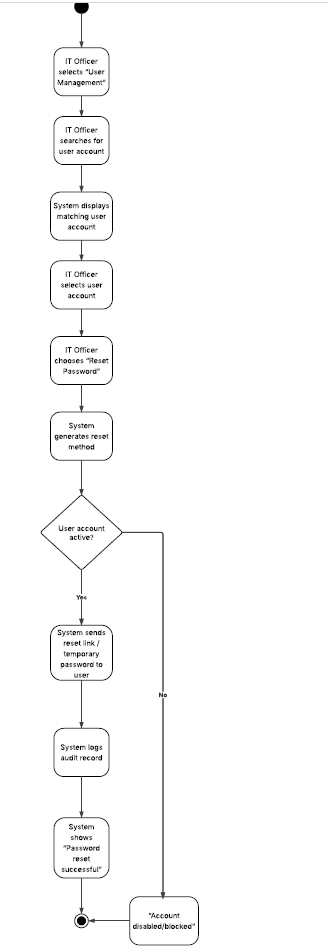 IT Officer
selects "User
Management"
IT Officer
searches for
user account
System displays
matching user
account
IT Officer
selects user
account
IT Officer
chooses "Reset
Password"
System
generates reset
method
User account
active?
Yes
System sends
reset link /
temporary
password to
user
No
System logs
audit record
System
shows
"Password
reset
successful"
"Account
disabled/blocked"